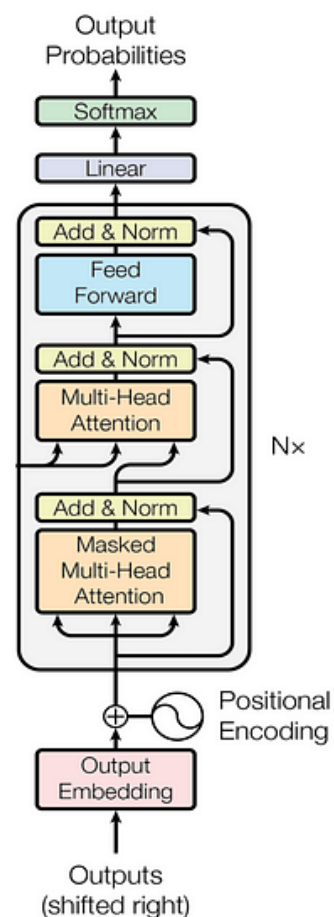 Output
Probabilities
Softmax
Linear
Add & Norm
Feed
Forward
Add & Norm
Multi-Head
Attention
N×
Add & Norm
Masked
Multi-Head
Attention
Positional
Encoding
Output
Embedding
Outputs
(shifted right)